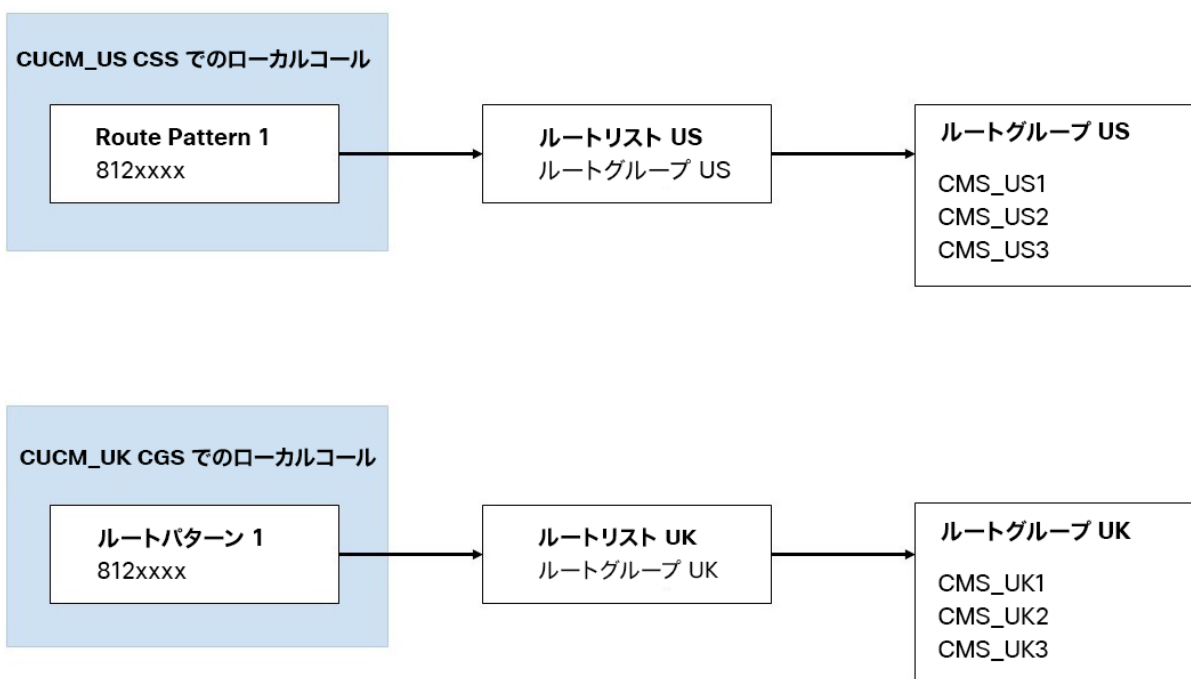 CUCM_US CSS でのローカルコール
Route Pattern 1
812xxxx
ルートリスト US
ルートグループ US
ルートグループ US
CMS_US1
CMS_US2
CMS_US3
CUCM_UK CGS でのローカルコール
ルートパターン 1
812xxxx
ルートリスト UK
ルートグループ UK
ルートグループ UK
CMS_UK1
CMS_UK2
CMS_UK3